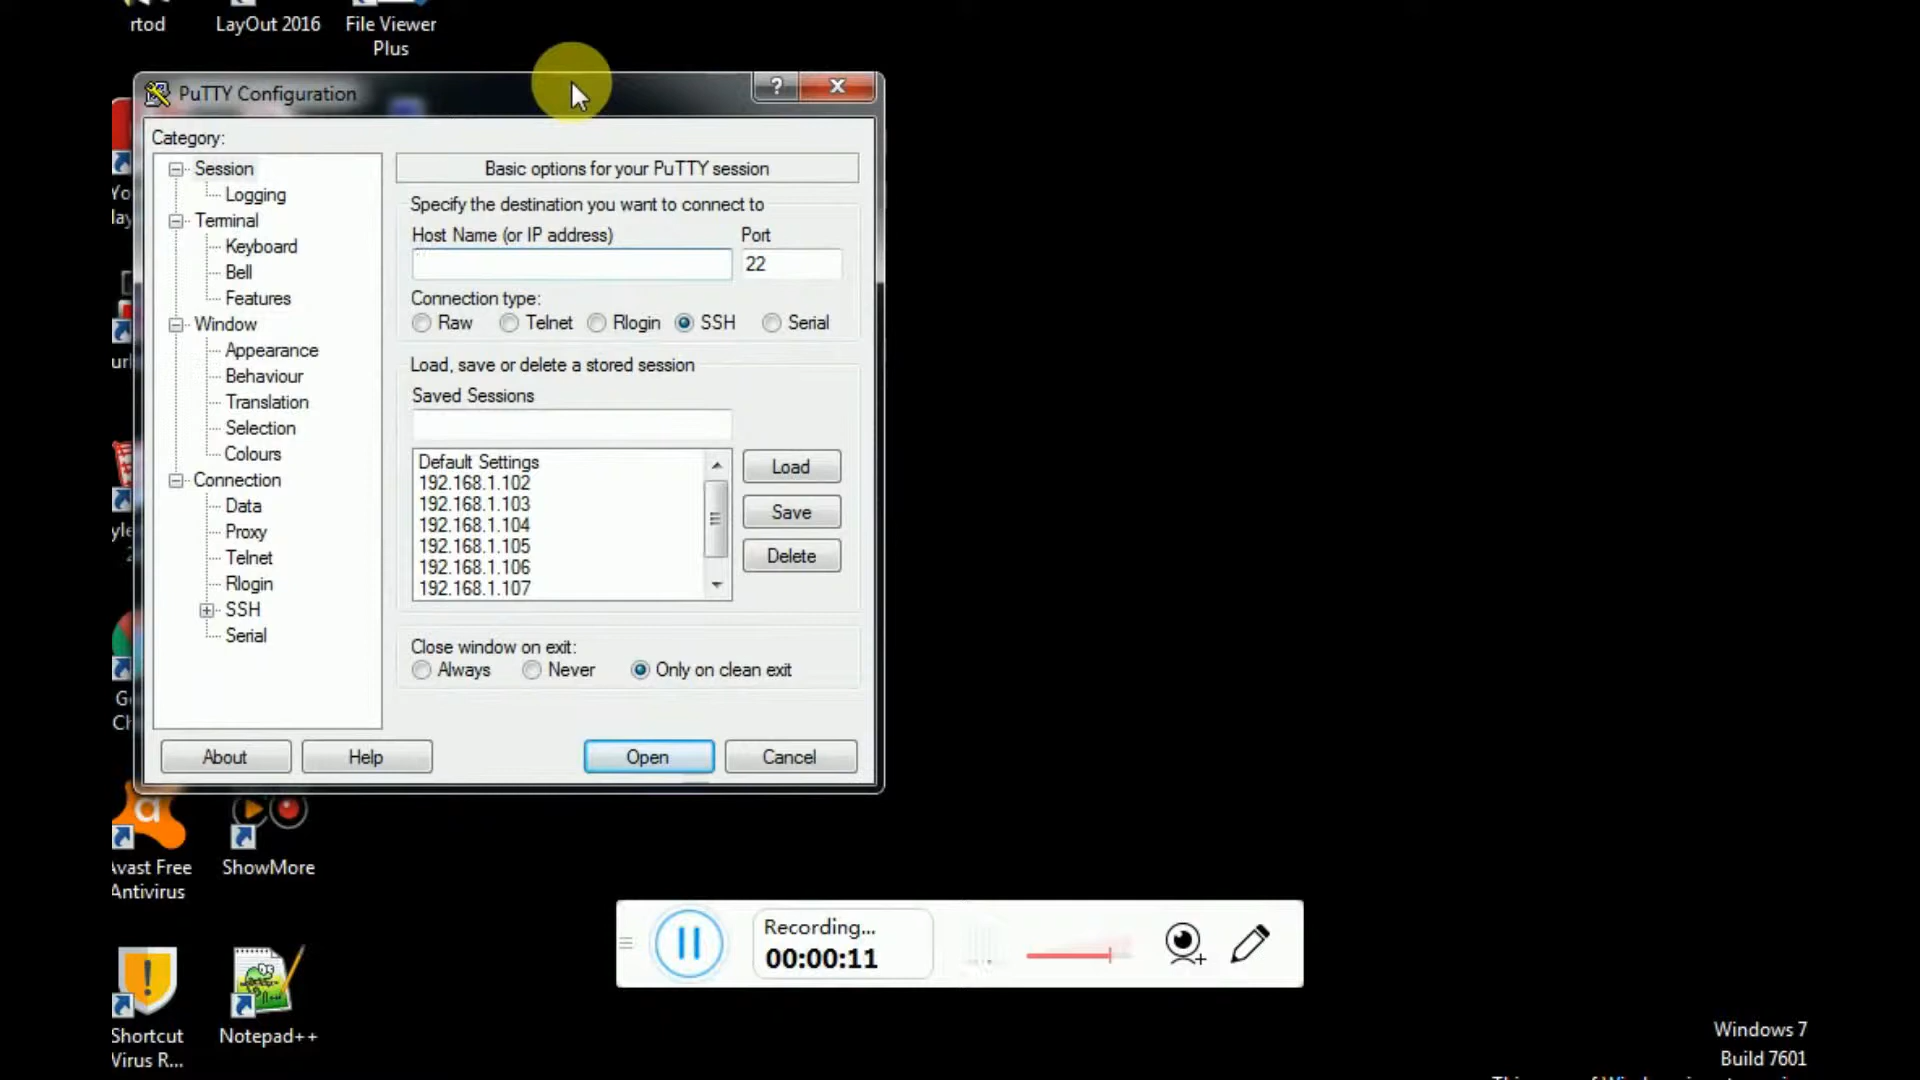 rtod
LayOut 2016
File Viewer
Plus
PuTTY Configuration
?
Category:
Session
Logging
Terminal
Keyboard
Bell
Features
Window
Appearance
Behaviour
Translation
Selection
Colours
Connection
Data
Proxy
Telnet
Rlogin
SSH
Serial
Basic options for your PuTTY session
Specify the destination you want to connect to
Host Name (or IP address)
Port
22
Connection type:
Raw
Telnet
Rlogin
SSH
Serial
Load, save or delete a stored session
Saved Sessions
Default Settings
192.168.1.102
192.168.1.103
192.168.1.104
192.168.1.105
192.168.1.106
192.168.1.107
Load
Save
Delete
Close window on exit:
Always
Never
Only on clean exit
About
Help
Open
Cancel
Avast Free
Antivirus
ShowMore
Recording...
00:00:11
Shortcut
Virus R...
Notepad++
Windows 7
Build 7601